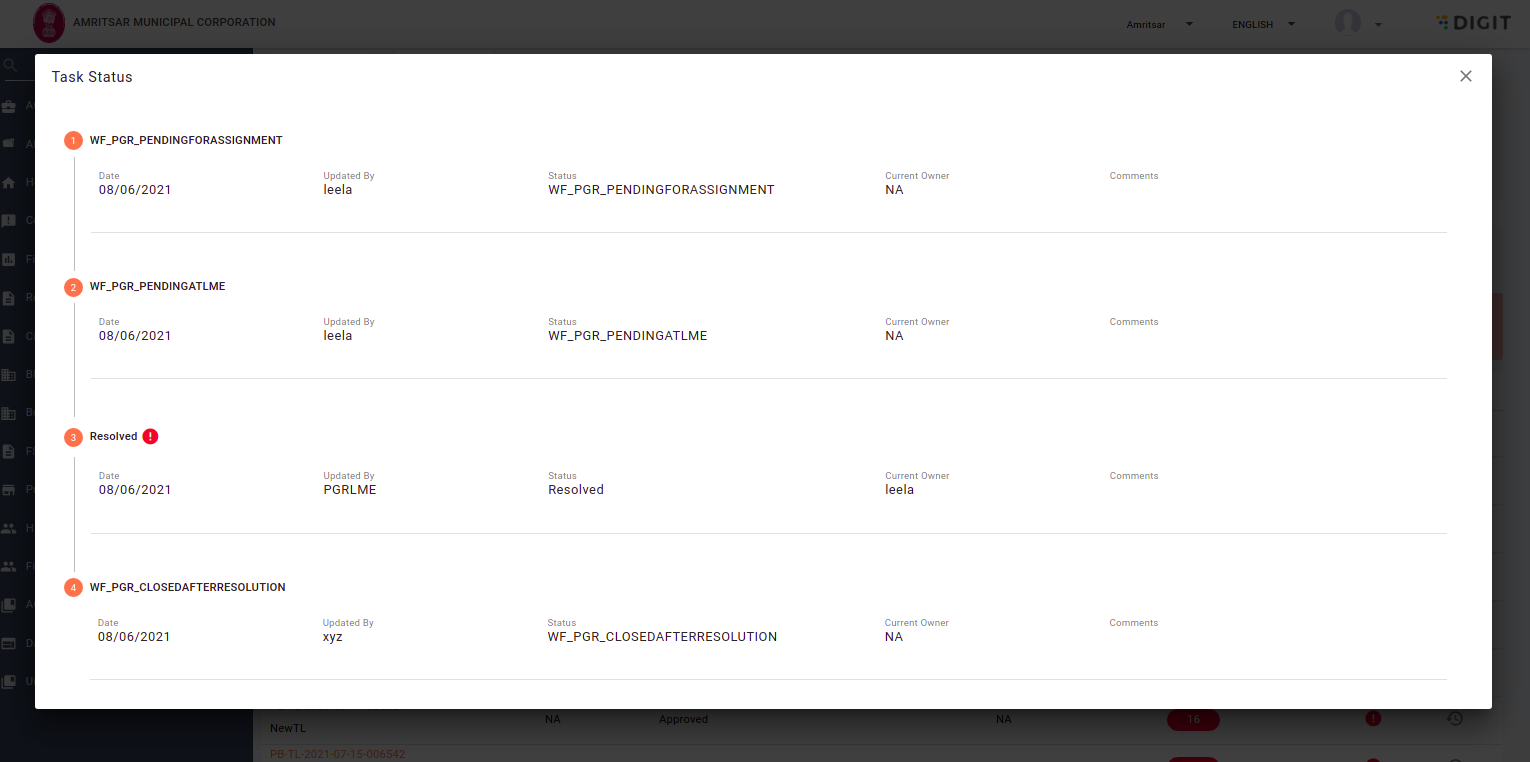 AMRITSAR MUNICIPAL CORPORATION
Amritsar
ENGLISH
DIGIT
Task Status
1 WF_PGR_PENDINGFORASSIGNMENT
Date Updated By Status Current Owner Comments
08/06/2021 leela WF_PGR_PENDINGFORASSIGNMENT NA
2 WF_PGR_PENDINGATLME
Date Updated By Status Current Owner Comments
08/06/2021 leela WF_PGR_PENDINGATLME NA
3 Resolved !
Date Updated By Status Current Owner Comments
08/06/2021 PGRLME Resolved leela
4 WF_PGR_CLOSEDAFTERRESOLUTION
Date Updated By Status Current Owner Comments
08/06/2021 xyz WF_PGR_CLOSEDAFTERRESOLUTION NA
NA Approved NA 16 !
NewTL
PB-TL-2021-07-15-006542